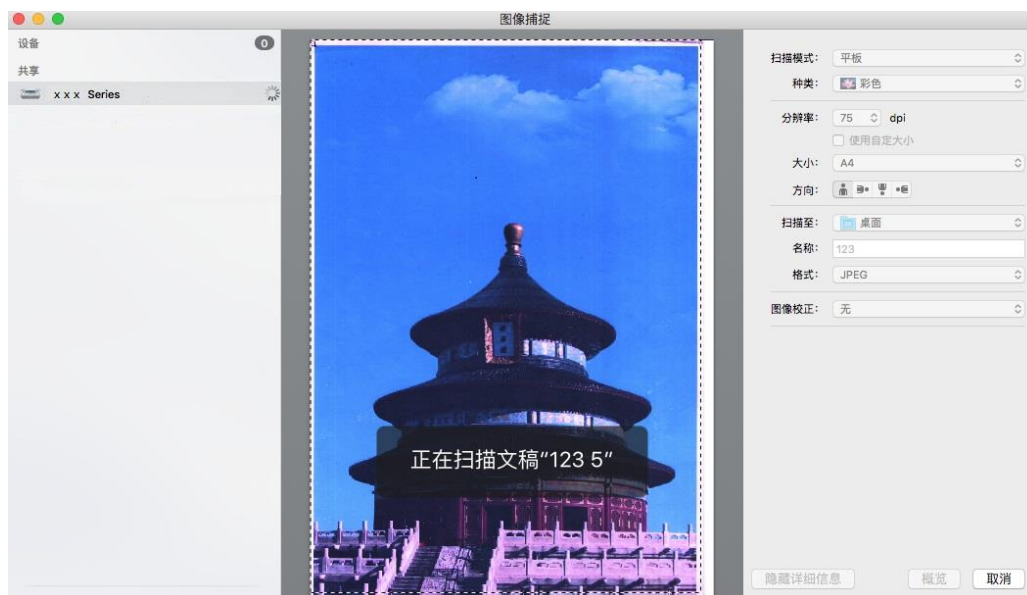 图像捕捉
设备 0
共享
x x x Series
正在扫描文稿“123 5”
扫描模式： 平板
种类： 彩色
分辨率： 75 dpi
使用自定大小
大小： A4
方向：
扫描至： 桌面
名称： 123
格式： JPEG
图像校正： 无
隐藏详细信息 概览 取消